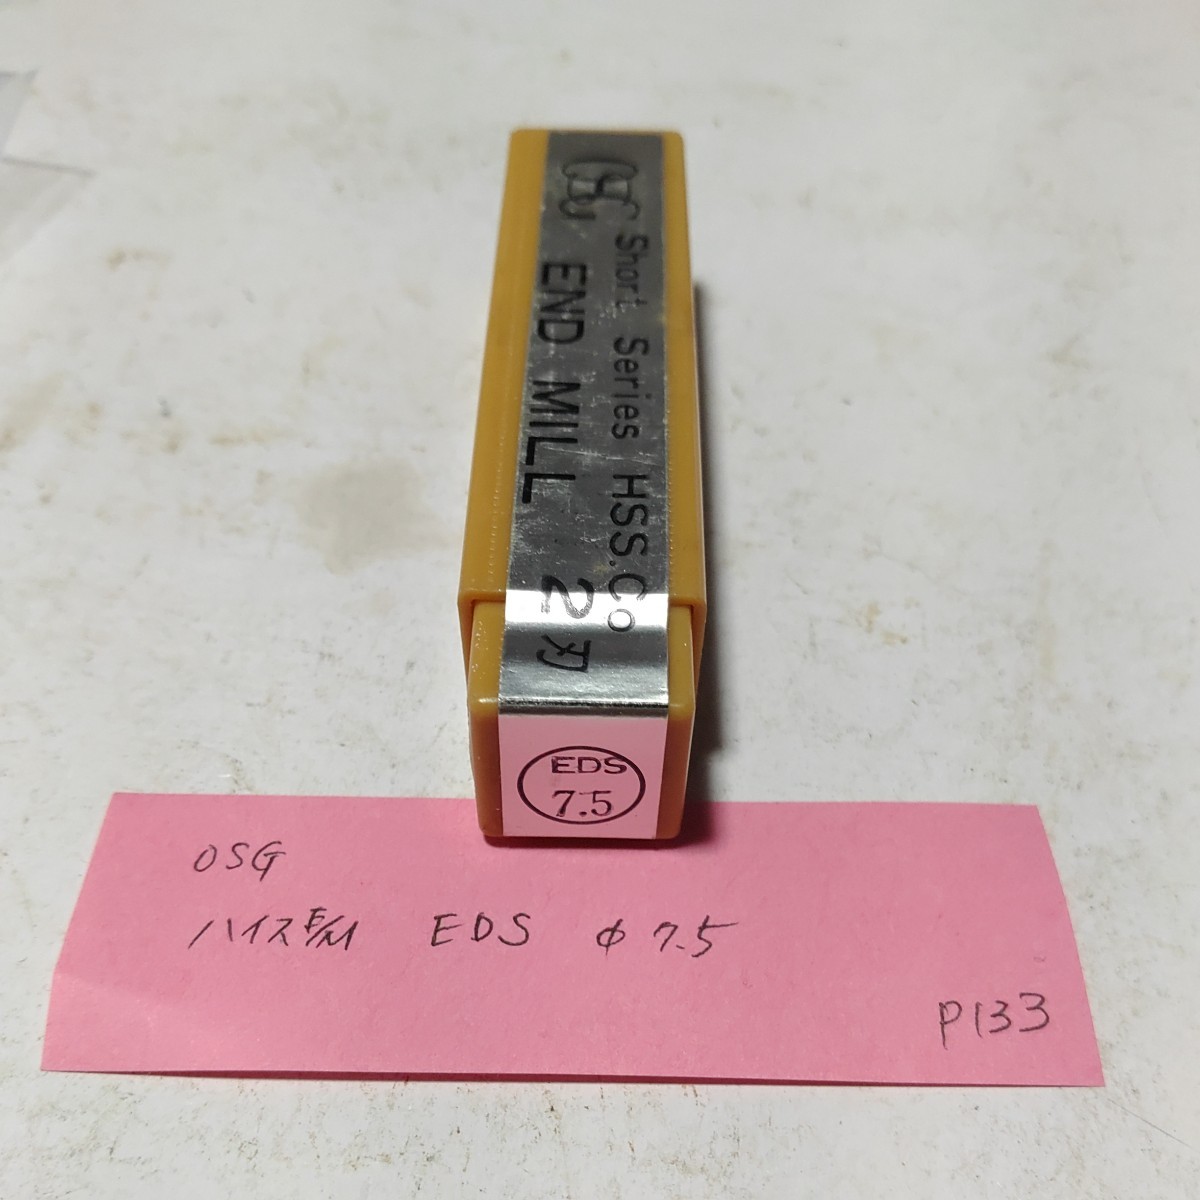 OSG
Short Series HSS.Co
END MILL 2刃
EDS
7.5
OSG
ハイスE/M EDS φ7.5
P133